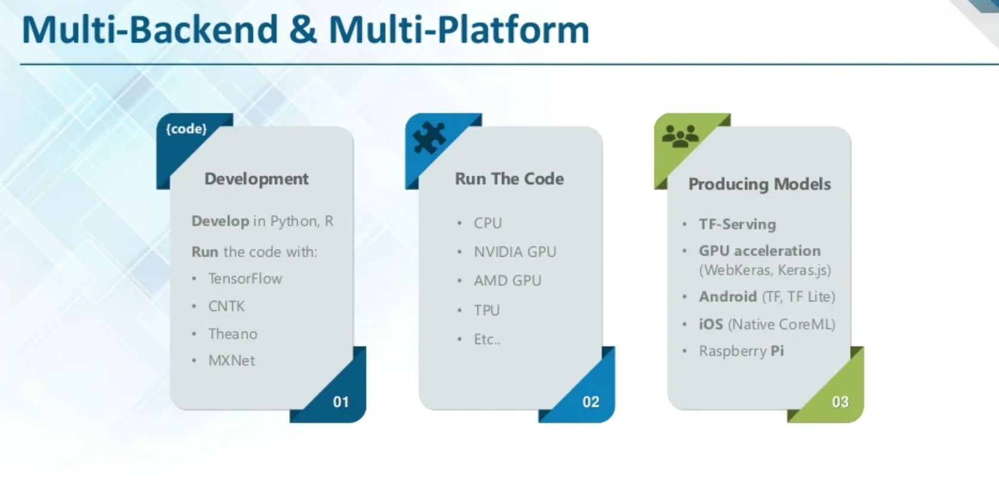 Multi-Backend & Multi-Platform
{code}
Development
Develop in Python, R
Run the code with:
• TensorFlow
• CNTK
• Theano
• MXNet
01
Run The Code
• CPU
• NVIDIA GPU
• AMD GPU
• TPU
• Etc..
02
Producing Models
• TF-Serving
• GPU acceleration
(WebKeras, Keras.js)
• Android (TF, TF Lite)
• iOS (Native CoreML)
• Raspberry Pi
03